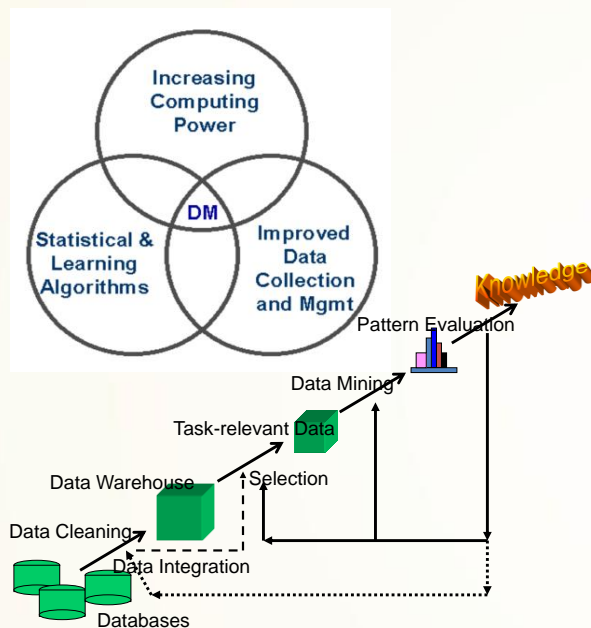 Increasing
Computing
Power
DM
Statistical &
Learning
Algorithms
Improved
Data
Collection
and Mgmt
Knowledge
Pattern Evaluation
Data Mining
Task-relevant Data
Selection
Data Warehouse
Data Cleaning
Data Integration
Databases